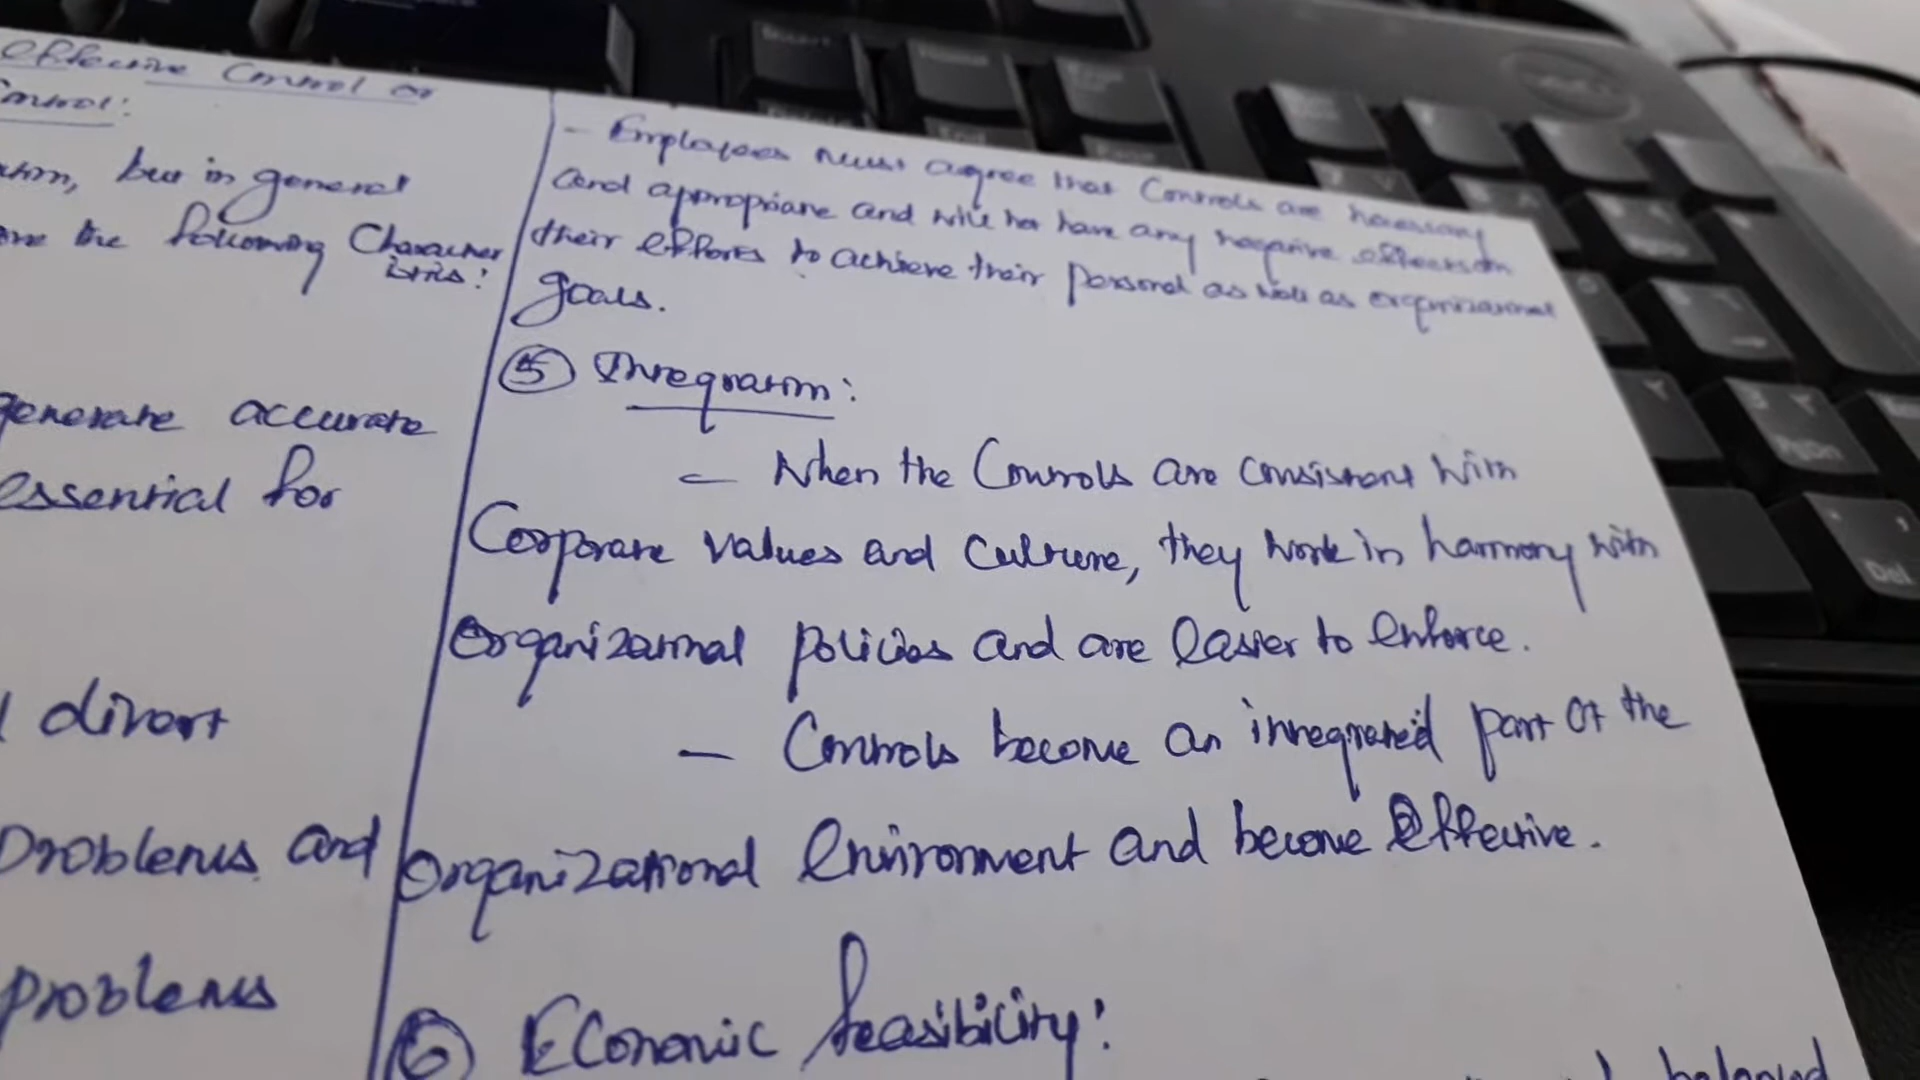 effective Control or
Control:
but in general
the following Character
istics:
generate accurate
essential for
divert
problems and
problems
- Employees must agree that Controls are necessary
and appropriate and will not have any negative effects on
their efforts to achieve their personal as well as organizational
goals.
⑤ Integration:
- When the Controls are consistent with
Corporate values and culture, they work in harmony with
organizational policies and are easier to enforce.
- Controls become an integrated part of the
organizational environment and become effective.
⑥ Economic feasibility:
balanced
Home
End
Del